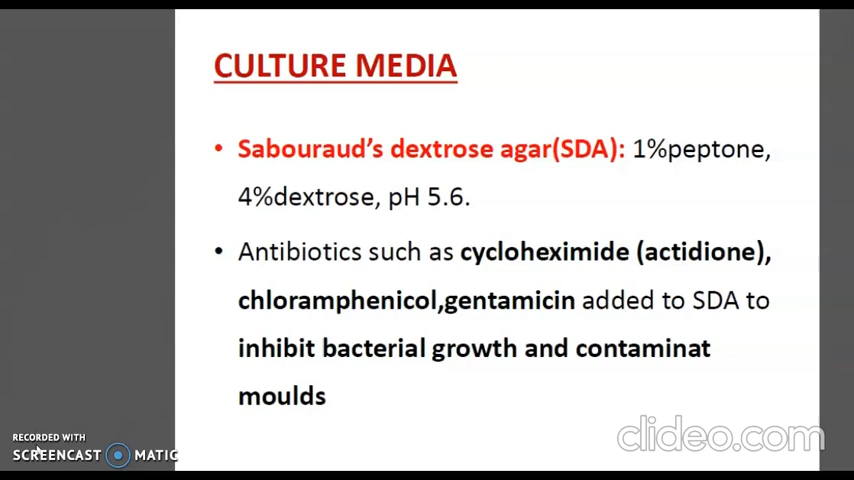 CULTURE MEDIA
• Sabouraud's dextrose agar(SDA): 1%peptone,
4%dextrose, pH 5.6.
• Antibiotics such as cycloheximide (actidione),
chloramphenicol,gentamicin added to SDA to
inhibit bacterial growth and contaminat
moulds
RECORDED WITH
SCREENCAST MATIC
clideo.com